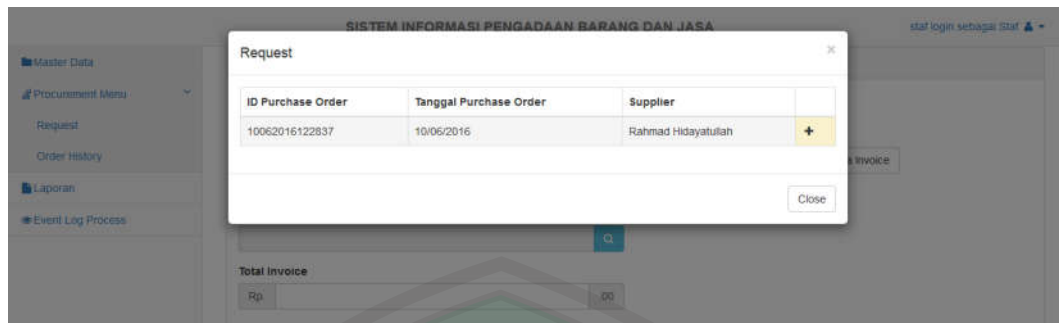 SISTEM INFORMASI PENGADAAN BARANG DAN JASA
staf login sebagai Staf
Master Data
Procurement Menu
Request
Order History
Laporan
Event Log Process
Request
×
ID Purchase Order Tanggal Purchase Order Supplier
10062016122837 10/06/2016 Rahmad Hidayatullah +
Invoice
Close
Total Invoice
Rp. 00